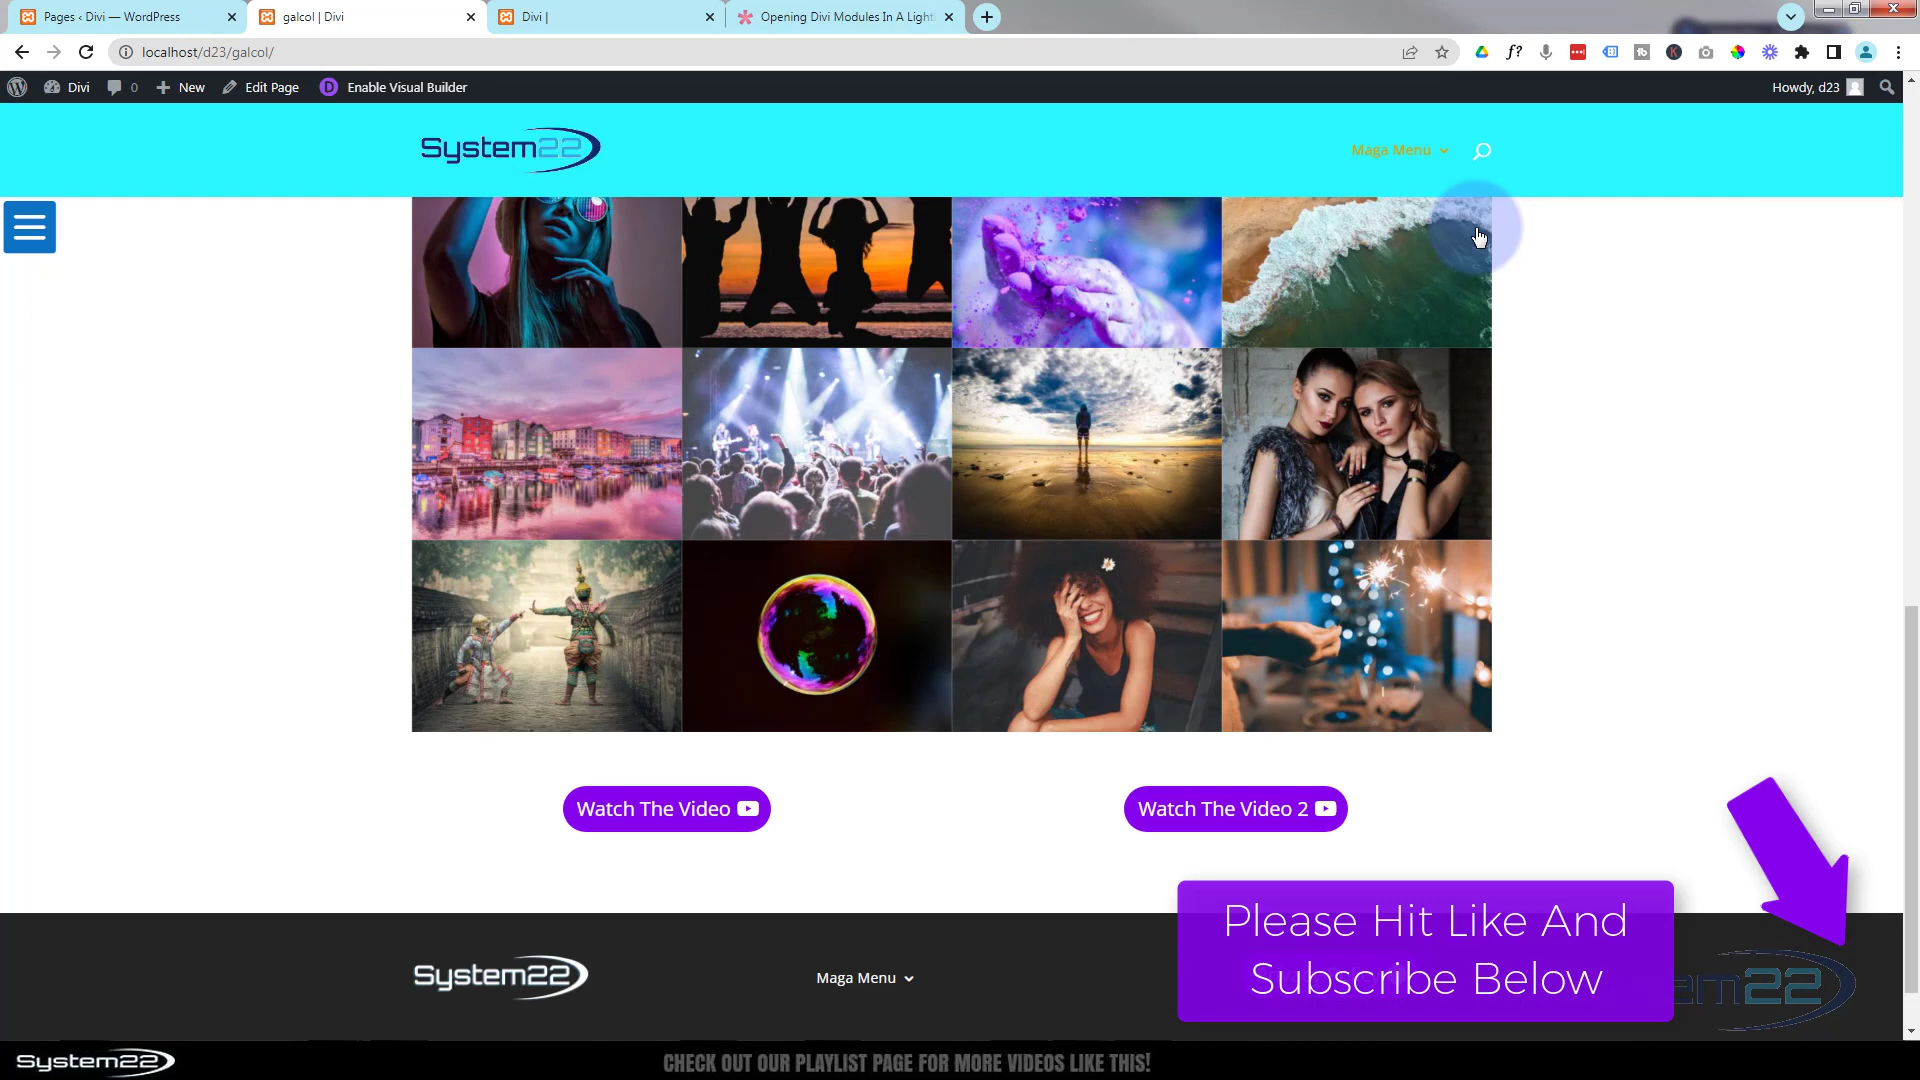 Pages ‹ Divi — WordPress
galcol | Divi
Divi |
Opening Divi Modules In A Light
localhost/d23/galcol/
Divi
0
New
Edit Page
Enable Visual Builder
Howdy, d23
System22
Maga Menu
Watch The Video
Watch The Video 2
Please Hit Like And
Subscribe Below
System22
Maga Menu
em22
System22
CHECK OUT OUR PLAYLIST PAGE FOR MORE VIDEOS LIKE THIS!